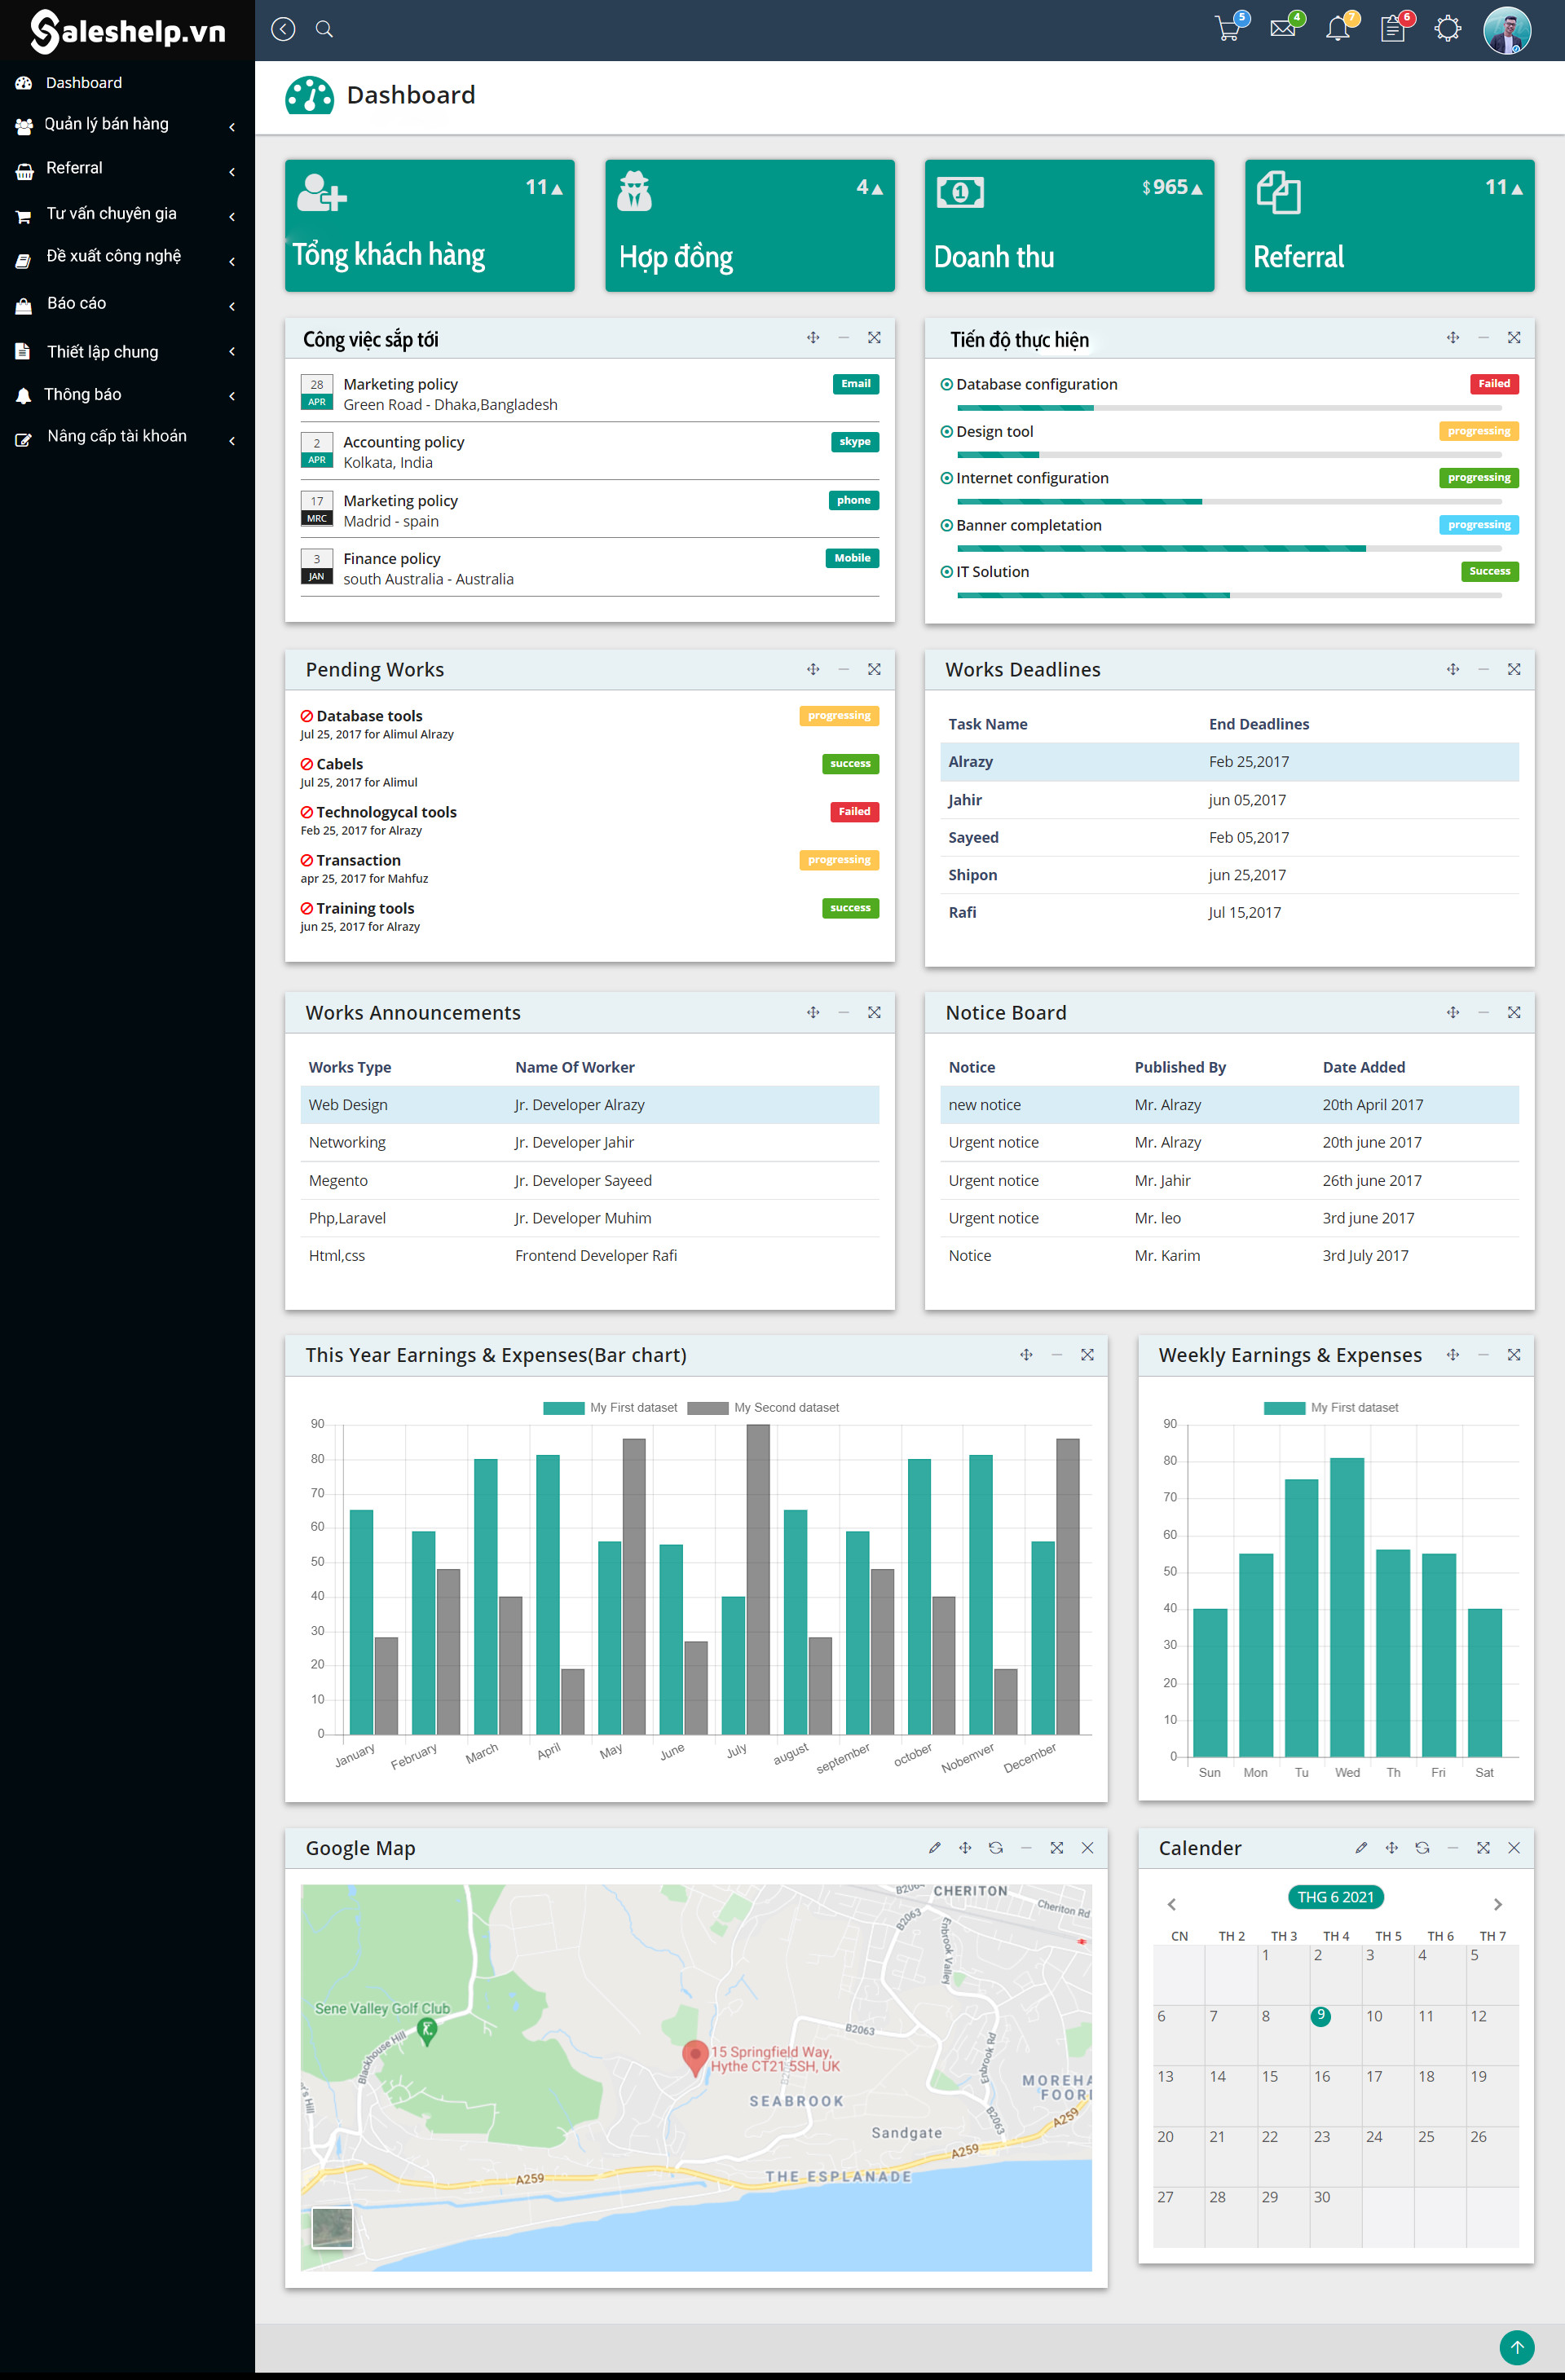 Saleshelp.vn
5
4
7
6
Dashboard
Quản lý bán hàng
Referral
Tư vấn chuyên gia
Đề xuất công nghệ
Báo cáo
Thiết lập chung
Thông báo
Nâng cấp tài khoản
Dashboard
11
Tổng khách hàng
4
Hợp đồng
$965
Doanh thu
11
Referral
Công việc sắp tới
28 Marketing policy Email
APR Green Road - Dhaka,Bangladesh
2 Accounting policy skype
APR Kolkata, India
17 Marketing policy phone
MRC Madrid - spain
3 Finance policy Mobile
JAN south Australia - Australia
Tiến độ thực hiện
Database configuration Failed
Design tool progressing
Internet configuration progressing
Banner completation progressing
IT Solution Success
Pending Works
Database tools progressing
Jul 25, 2017 for Alimul Alrazy
Cabels success
Jul 25, 2017 for Alimul
Technologycal tools Failed
Feb 25, 2017 for Alrazy
Transaction progressing
apr 25, 2017 for Mahfuz
Training tools success
jun 25, 2017 for Alrazy
Works Deadlines
Task Name End Deadlines
Alrazy Feb 25,2017
Jahir jun 05,2017
Sayeed Feb 05,2017
Shipon jun 25,2017
Rafi Jul 15,2017
Works Announcements
Works Type Name Of Worker
Web Design Jr. Developer Alrazy
Networking Jr. Developer Jahir
Megento Jr. Developer Sayeed
Php,Laravel Jr. Developer Muhim
Html,css Frontend Developer Rafi
Notice Board
Notice Published By Date Added
new notice Mr. Alrazy 20th April 2017
Urgent notice Mr. Alrazy 20th june 2017
Urgent notice Mr. Jahir 26th june 2017
Urgent notice Mr. leo 3rd june 2017
Notice Mr. Karim 3rd July 2017
This Year Earnings & Expenses(Bar chart)
My First dataset My Second dataset
90
80
70
60
50
40
30
20
10
0
January February March April May June July august september october Nobemver December
Weekly Earnings & Expenses
My First dataset
90
80
70
60
50
40
30
20
10
0
Sun Mon Tu Wed Th Fri Sat
Google Map
CHERITON
Cheriton Rd
B2063
Enbrook Valley
Sene Valley Golf Club
Blackhouse Hill
B2063
15 Springfield Way,
Hythe CT21 5SH, UK
Enbrook Rd
SEABROOK
MOREHA
FOOR
B2063
A259
Sandgate
A259
THE ESPLANADE
A259
Calender
THG 6 2021
CN TH 2 TH 3 TH 4 TH 5 TH 6 TH 7
1 2 3 4 5
6 7 8 9 10 11 12
13 14 15 16 17 18 19
20 21 22 23 24 25 26
27 28 29 30